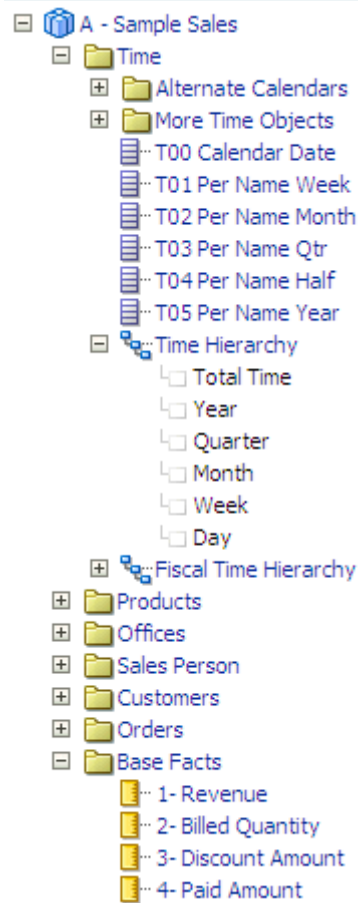 A - Sample Sales
Time
Alternate Calendars
More Time Objects
T00 Calendar Date
T01 Per Name Week
T02 Per Name Month
T03 Per Name Qtr
T04 Per Name Half
T05 Per Name Year
Time Hierarchy
Total Time
Year
Quarter
Month
Week
Day
Fiscal Time Hierarchy
Products
Offices
Sales Person
Customers
Orders
Base Facts
1- Revenue
2- Billed Quantity
3- Discount Amount
4- Paid Amount